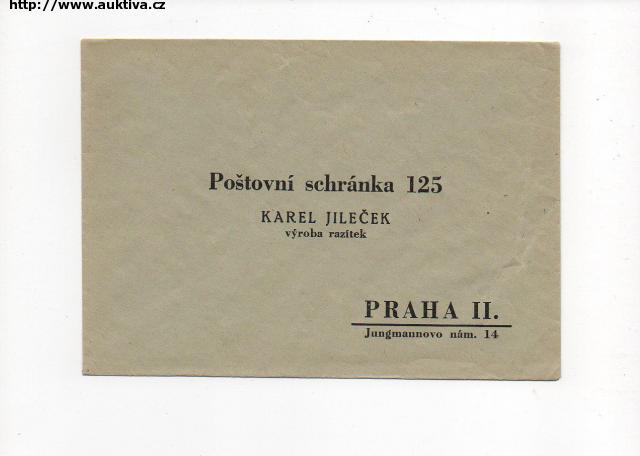 http://www.auktiva.cz
Poštovní schránka 125
KAREL JILEČEK
výroba razítek
PRAHA II.
Jungmannovo nám. 14